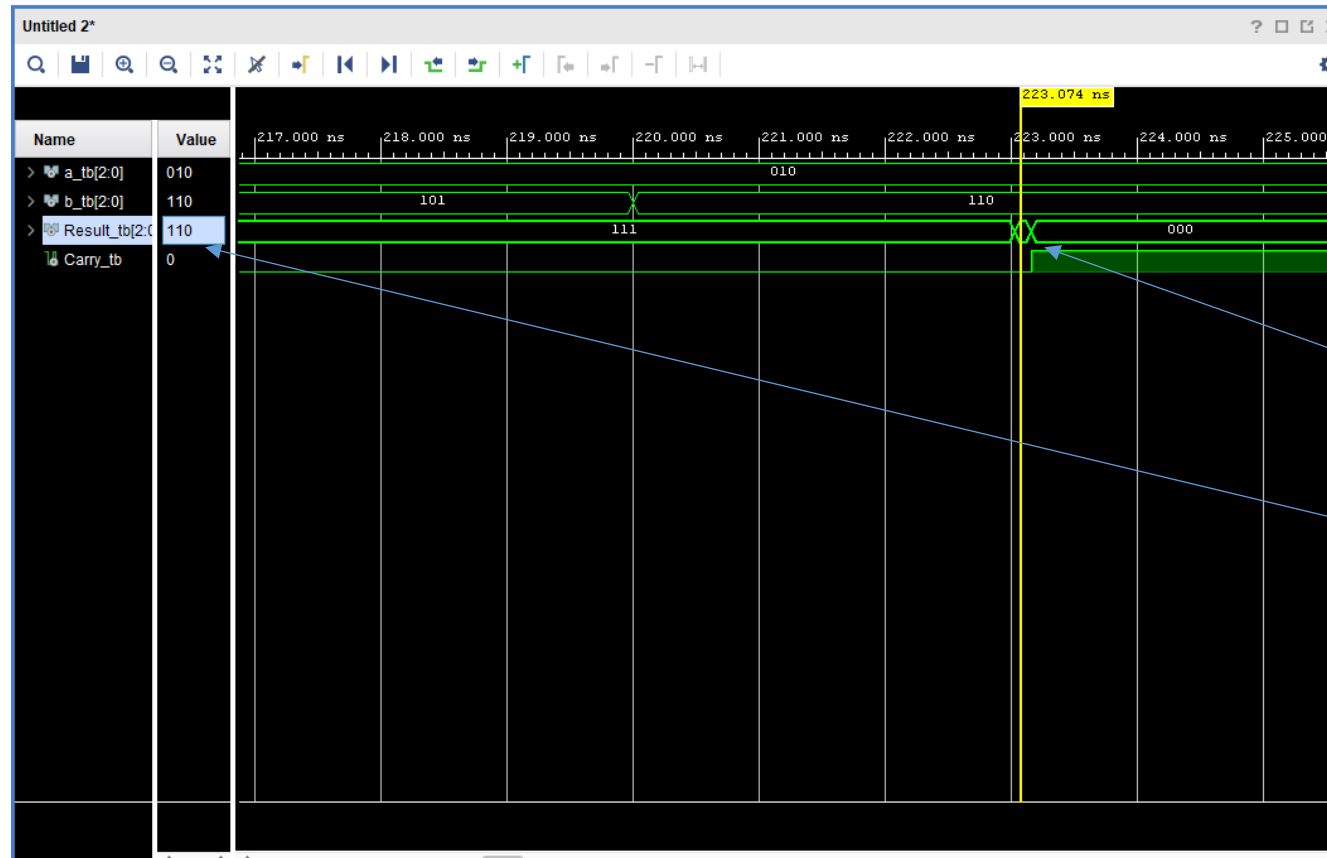 Untitled 2*
?
223.074 ns
Name Value
217.000 ns 218.000 ns 219.000 ns 220.000 ns 221.000 ns 222.000 ns 223.000 ns 224.000 ns 225.000
a_tb[2:0] 010 010
b_tb[2:0] 110 101 110
Result_tb[2:0 110 111 000
Carry_tb 0